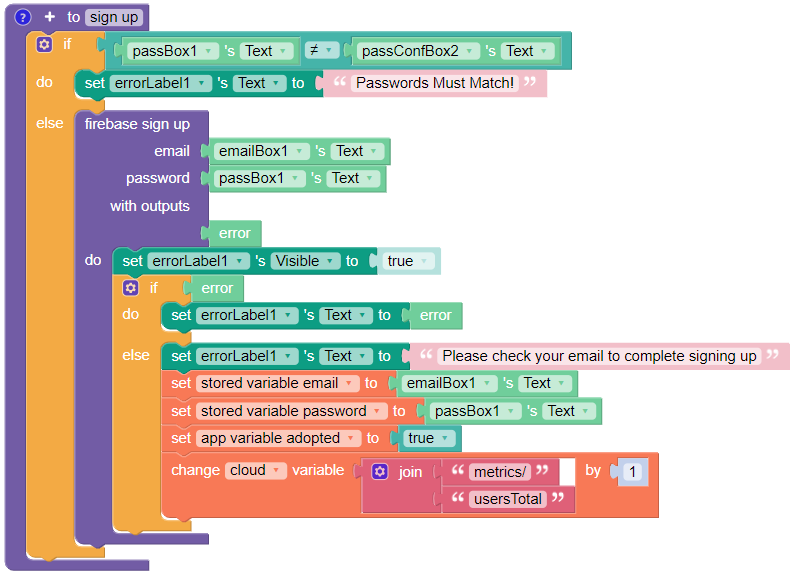 ? + to sign up
if passBox1 's Text ≠ passConfBox2 's Text
do set errorLabel1 's Text to “ Passwords Must Match! ”
else firebase sign up
email emailBox1 's Text
password passBox1 's Text
with outputs
error
do set errorLabel1 's Visible to true
if error
do set errorLabel1 's Text to error
else set errorLabel1 's Text to “ Please check your email to complete signing up ”
set stored variable email to emailBox1 's Text
set stored variable password to passBox1 's Text
set app variable adopted to true
change cloud variable join “ metrics/ ” by 1
“ usersTotal ”